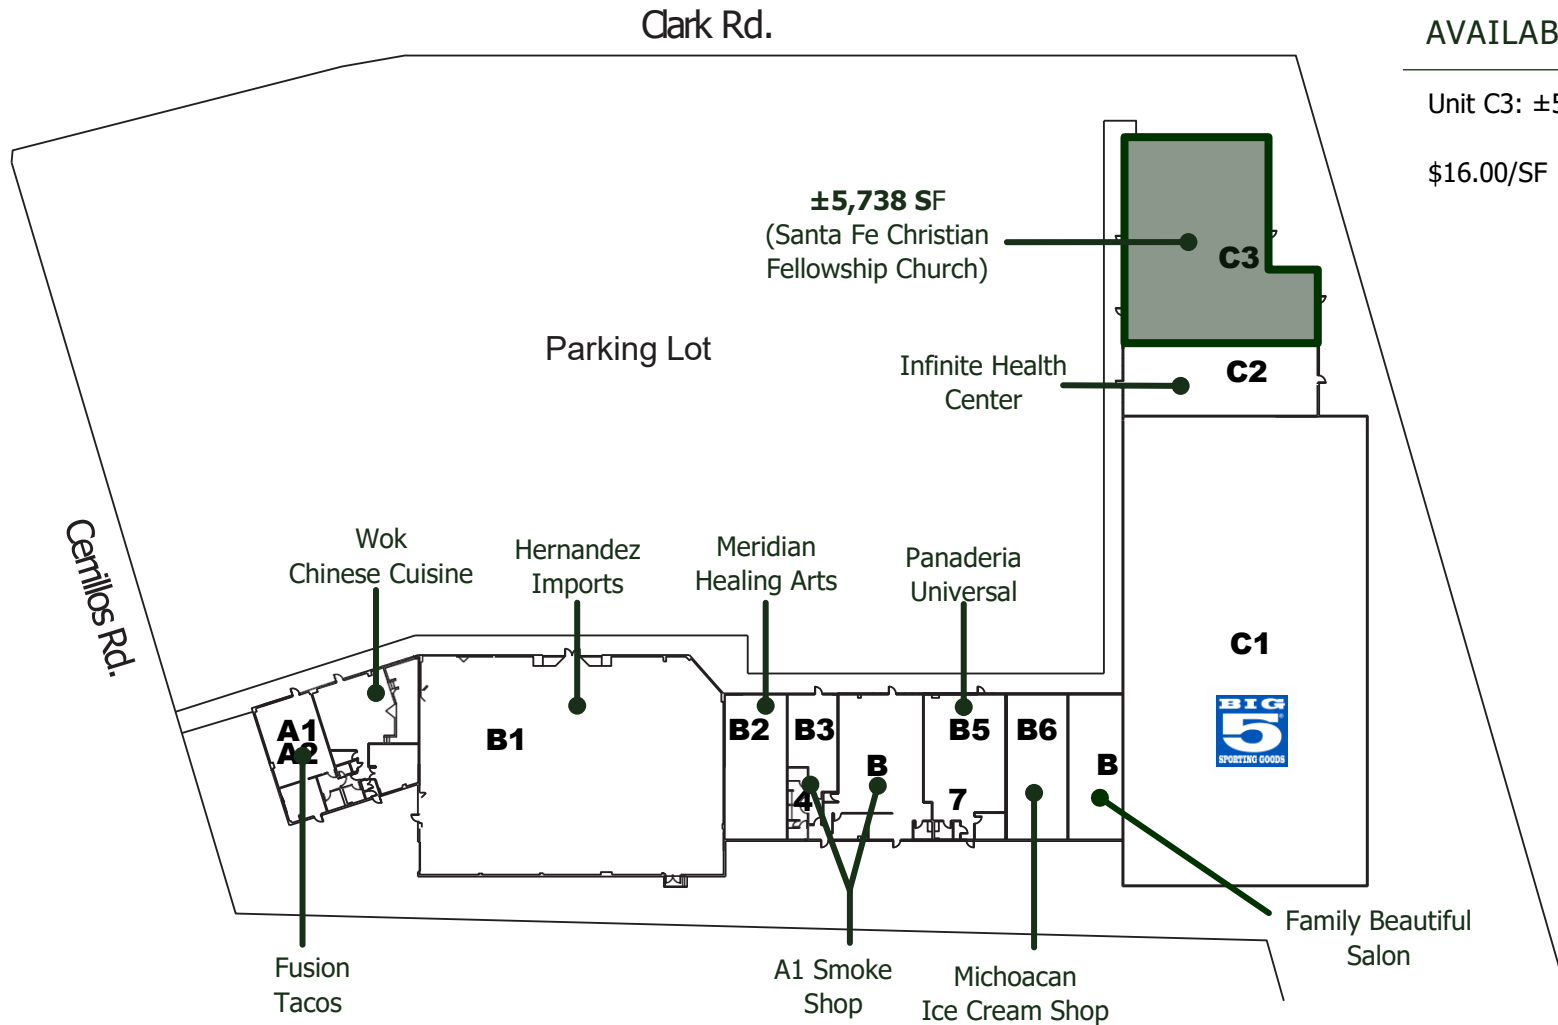 Clark Rd.
AVAILAB
Unit C3: ±5
$16.00/SF
±5,738 SF
(Santa Fe Christian
Fellowship Church)
C3
Parking Lot
Infinite Health
Center
C2
Cerrillos Rd.
Wok
Chinese Cuisine
Hernandez
Imports
Meridian
Healing Arts
Panaderia
Universal
C1
BIG
5
SPORTING GOODS
A1
A2
B1
B2
B3
B
4
B5
7
B6
B
Fusion
Tacos
A1 Smoke
Shop
Michoacan
Ice Cream Shop
Family Beautiful
Salon